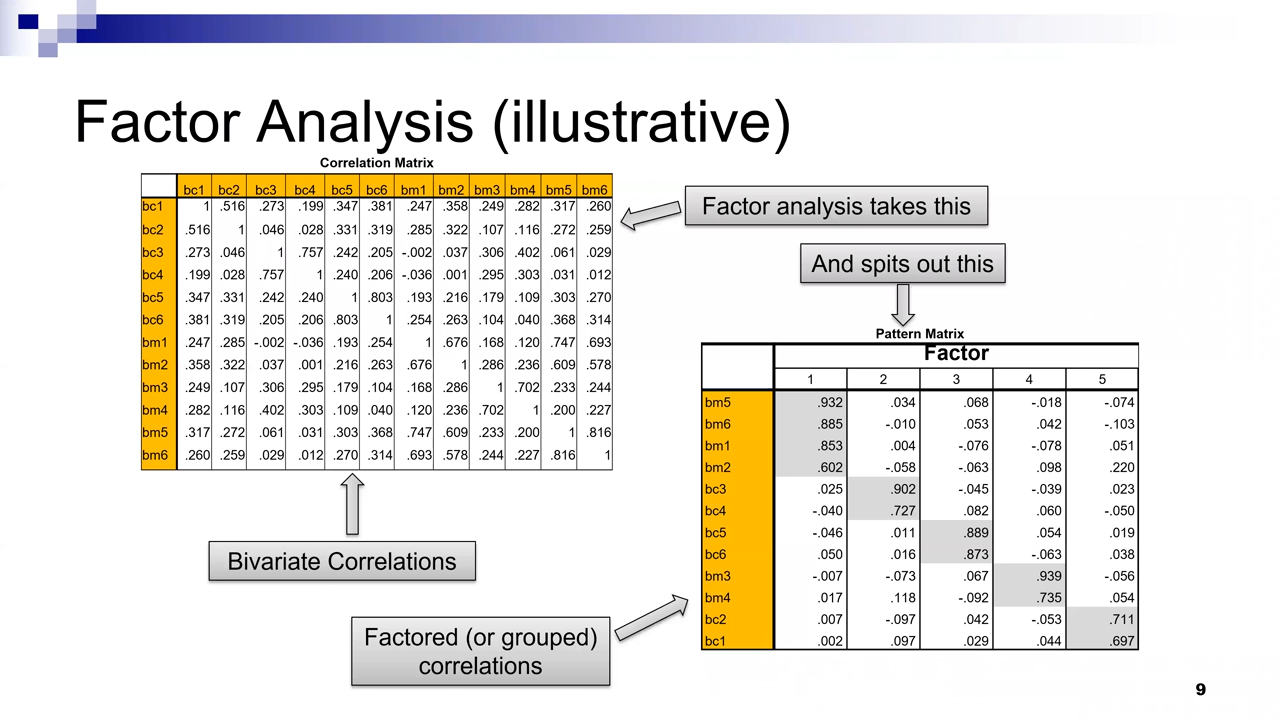 Factor Analysis (illustrative)
Correlation Matrix
bc1 bc2 bc3 bc4 bc5 bc6 bm1 bm2 bm3 bm4 bm5 bm6
bc1 1 .516 .273 .199 .347 .381 .247 .358 .249 .282 .317 .260
bc2 .516 1 .046 .028 .331 .319 .285 .322 .107 .116 .272 .259
bc3 .273 .046 1 .757 .242 .205 -.002 .037 .306 .402 .061 .029
bc4 .199 .028 .757 1 .240 .206 -.036 .001 .295 .303 .031 .012
bc5 .347 .331 .242 .240 1 .803 .193 .216 .179 .109 .303 .270
bc6 .381 .319 .205 .206 .803 1 .254 .263 .104 .040 .368 .314
bm1 .247 .285 -.002 -.036 .193 .254 1 .676 .168 .120 .747 .693
bm2 .358 .322 .037 .001 .216 .263 .676 1 .286 .236 .609 .578
bm3 .249 .107 .306 .295 .179 .104 .168 .286 1 .702 .233 .244
bm4 .282 .116 .402 .303 .109 .040 .120 .236 .702 1 .200 .227
bm5 .317 .272 .061 .031 .303 .368 .747 .609 .233 .200 1 .816
bm6 .260 .259 .029 .012 .270 .314 .693 .578 .244 .227 .816 1
Factor analysis takes this
And spits out this
Bivariate Correlations
Factored (or grouped)
correlations
Pattern Matrix
Factor
1 2 3 4 5
bm5 .932 .034 .068 -.018 -.074
bm6 .885 -.010 .053 .042 -.103
bm1 .853 .004 -.076 -.078 .051
bm2 .602 -.058 -.063 .098 .220
bc3 .025 .902 -.045 -.039 .023
bc4 -.040 .727 .082 .060 -.050
bc5 -.046 .011 .889 .054 .019
bc6 .050 .016 .873 -.063 .038
bm3 -.007 -.073 .067 .939 -.056
bm4 .017 .118 -.092 .735 .054
bc2 .007 -.097 .042 -.053 .711
bc1 .002 .097 .029 .044 .697
9